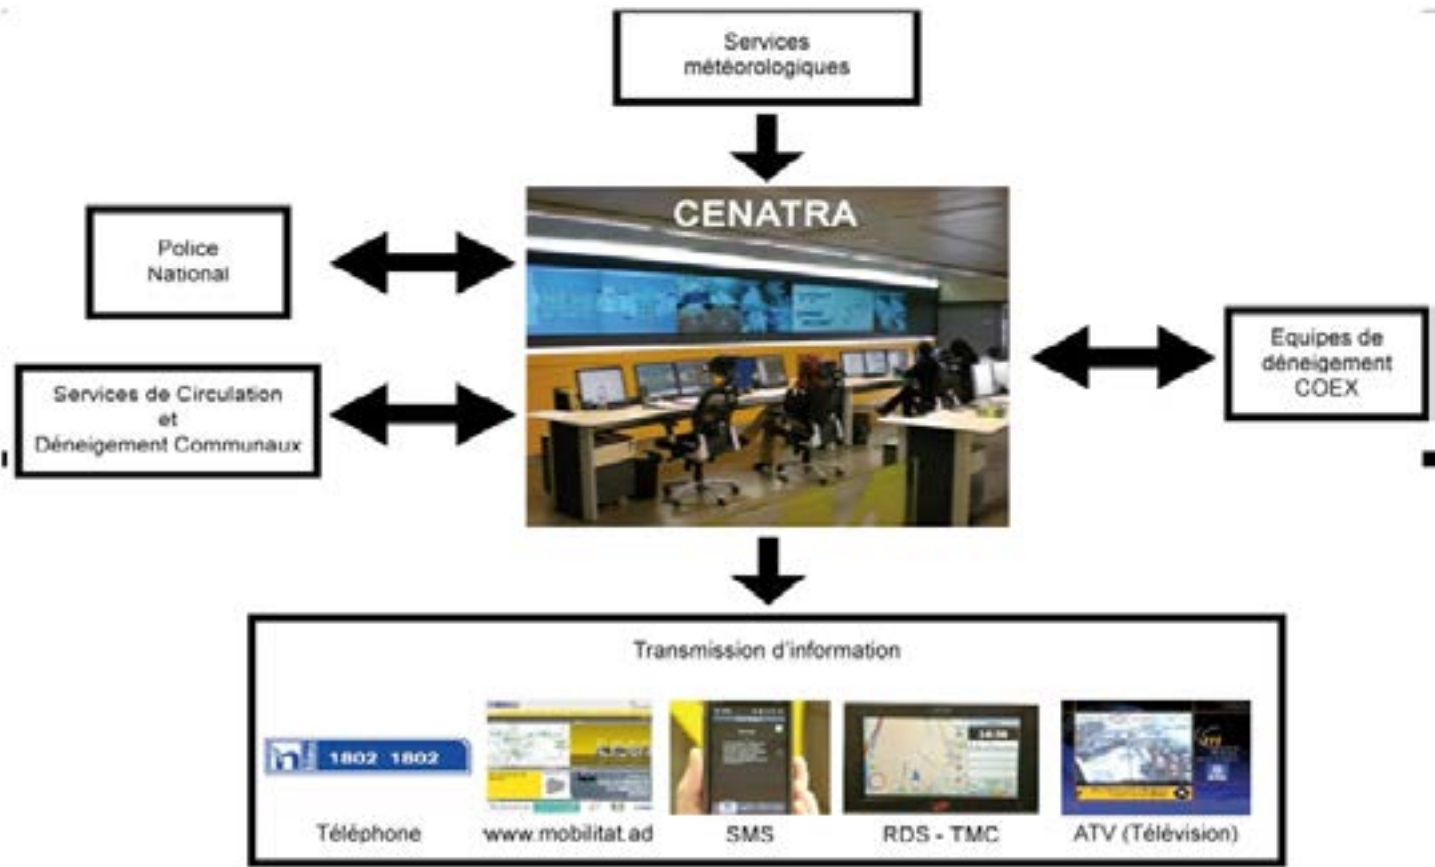 Services
météorologiques
CENATRA
Police
National
Services de Circulation
et
Déneigement Communaux
Equipes de
déneigement
COEX
Transmission d'information
1802 1802
Téléphone
www.mobilitat.ad
SMS
RDS - TMC
ATV (Télévision)